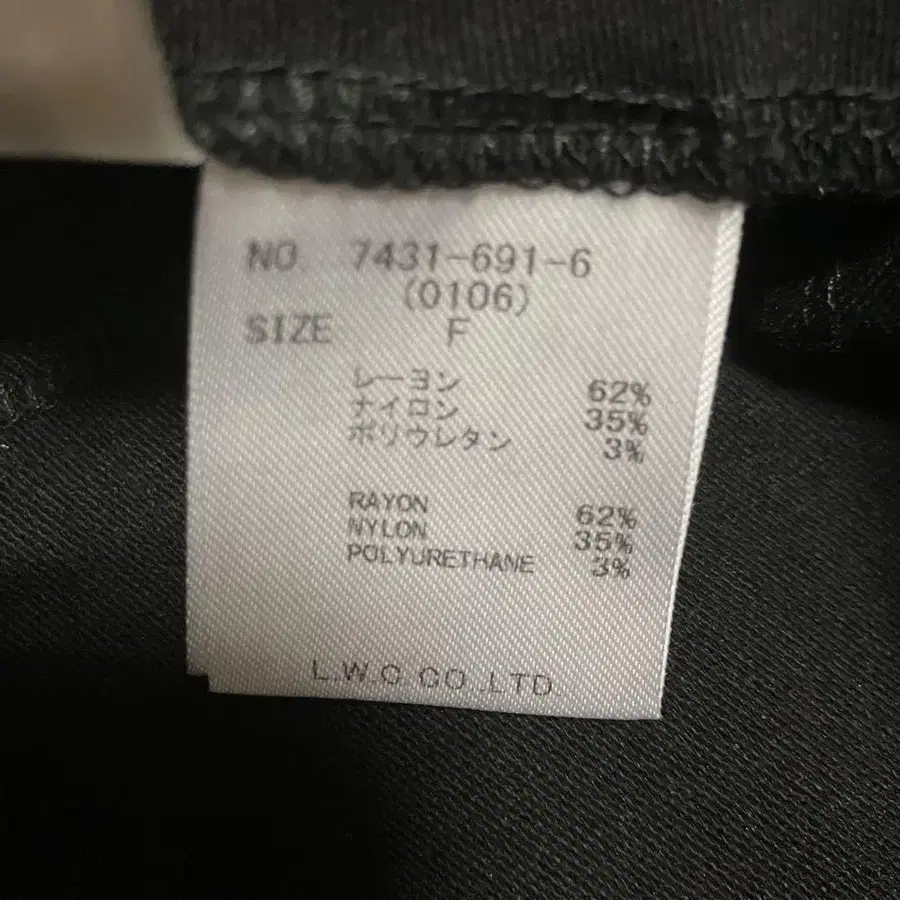 NO. 7431-691-6
(0106)
SIZE F
レーヨン 62%
ナイロン 35%
ポリウレタン 3%
RAYON 62%
NYLON 35%
POLYURETHANE 3%
L.W.C CO.,LTD.